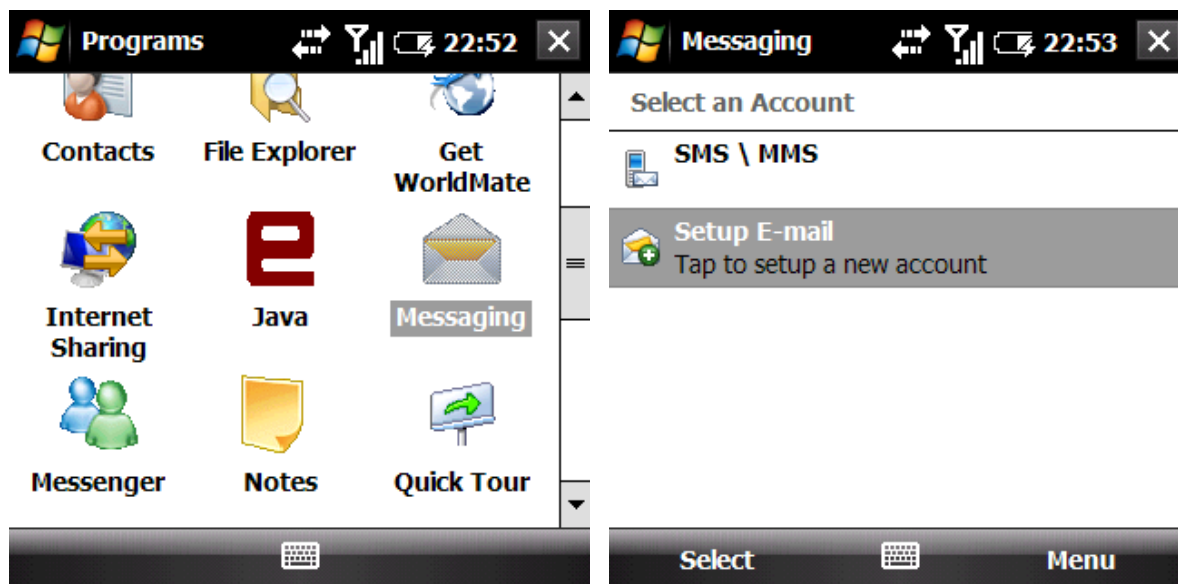 Programs 22:52
Contacts File Explorer Get
WorldMate
Internet Java Messaging
Sharing
Messenger Notes Quick Tour
Messaging 22:53
Select an Account
SMS \ MMS
Setup E-mail
Tap to setup a new account
Select Menu